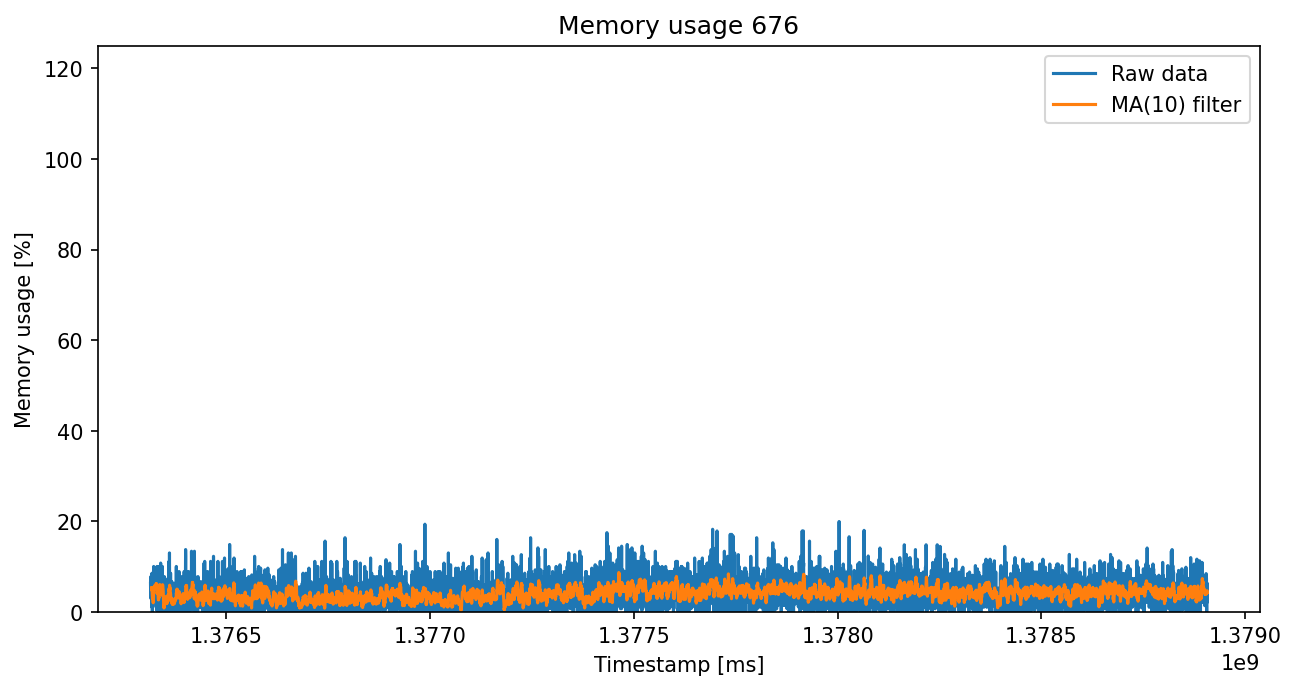 Memory usage 676
120
100
80
60
40
20
0
Memory usage [%]
Raw data
MA(10) filter
1.3765
1.3770
1.3775
1.3780
1.3785
1.3790
1e9
Timestamp [ms]